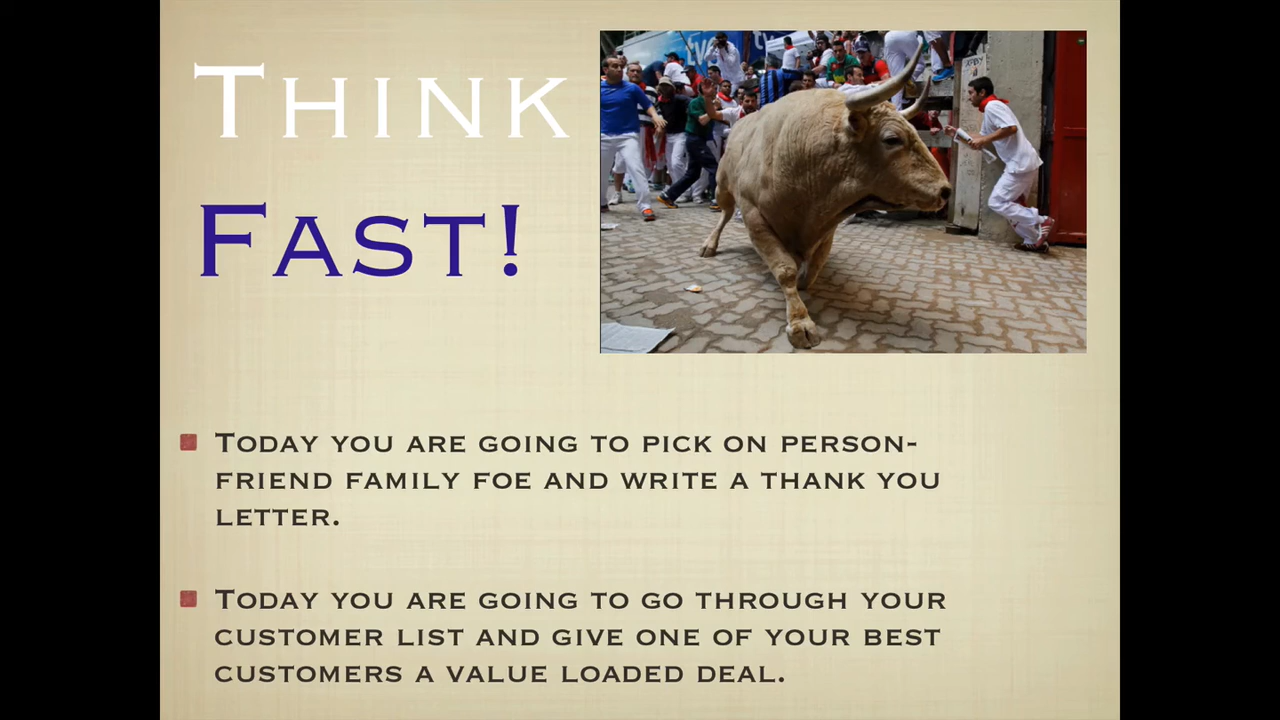 THINK
FAST!
TODAY YOU ARE GOING TO PICK ON PERSON-
FRIEND FAMILY FOE AND WRITE A THANK YOU
LETTER.
TODAY YOU ARE GOING TO GO THROUGH YOUR
CUSTOMER LIST AND GIVE ONE OF YOUR BEST
CUSTOMERS A VALUE LOADED DEAL.